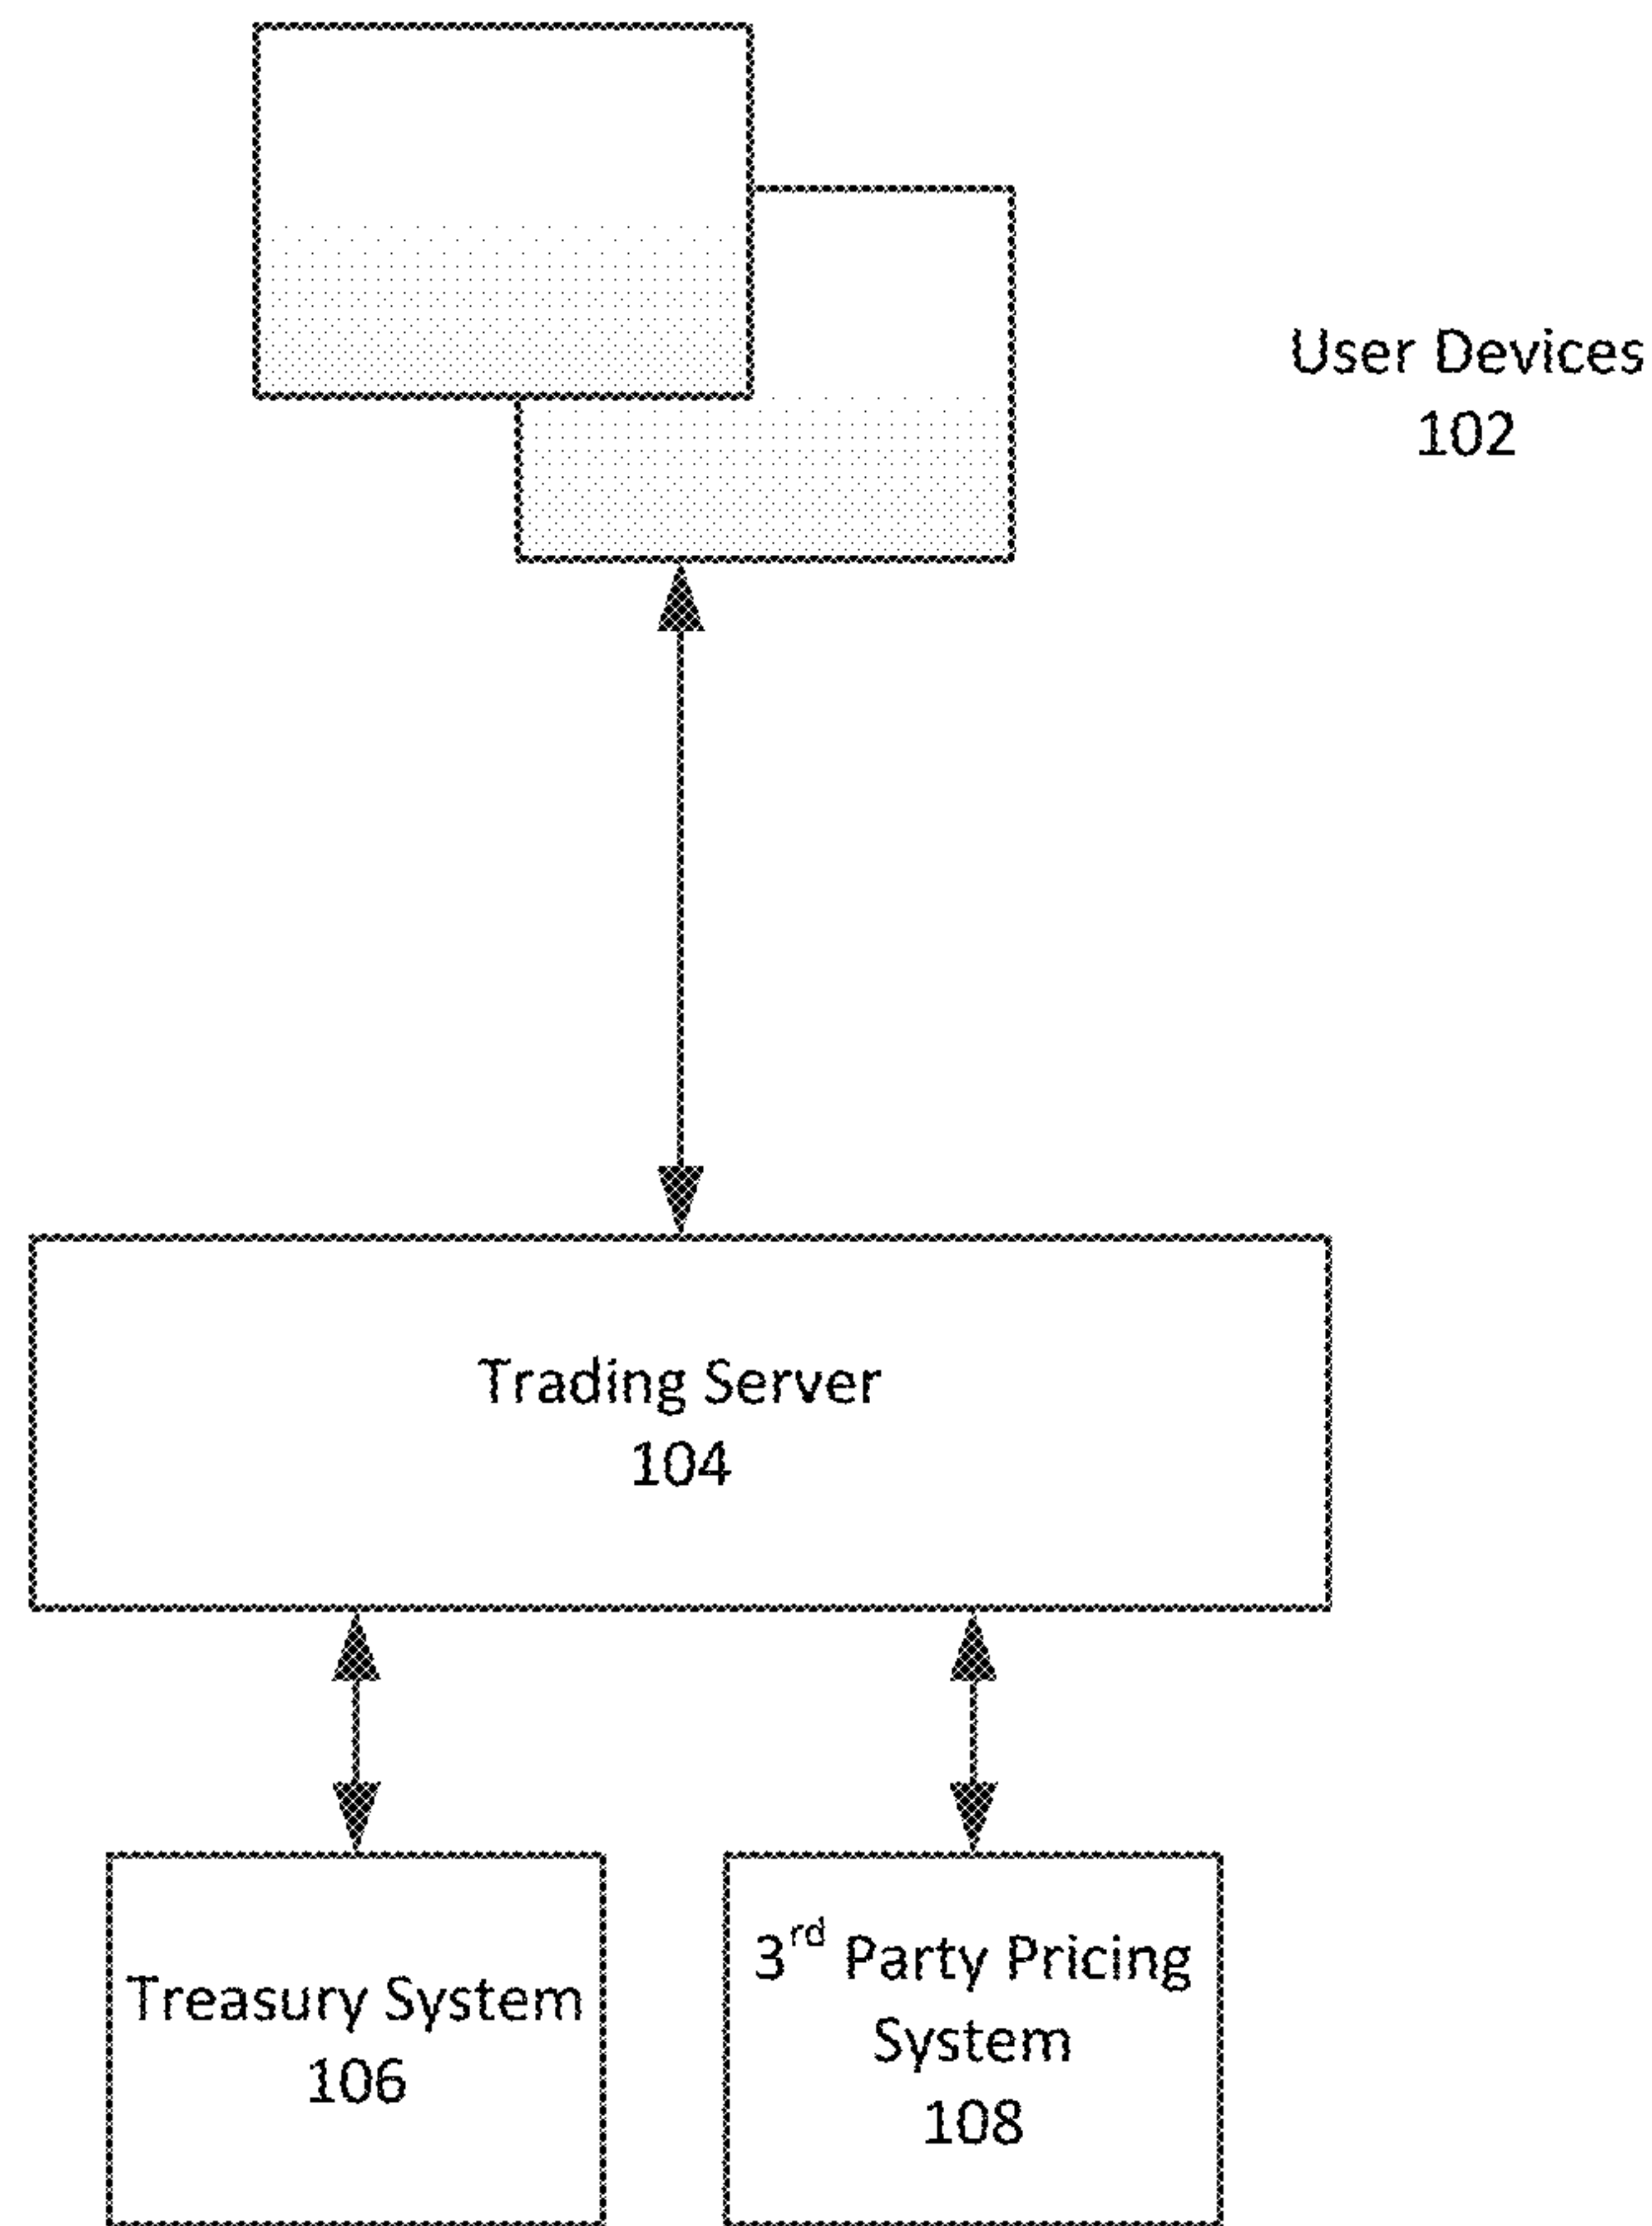 User Devices
102
Trading Server
104
Treasury System
106
3rd Party Pricing
System
108